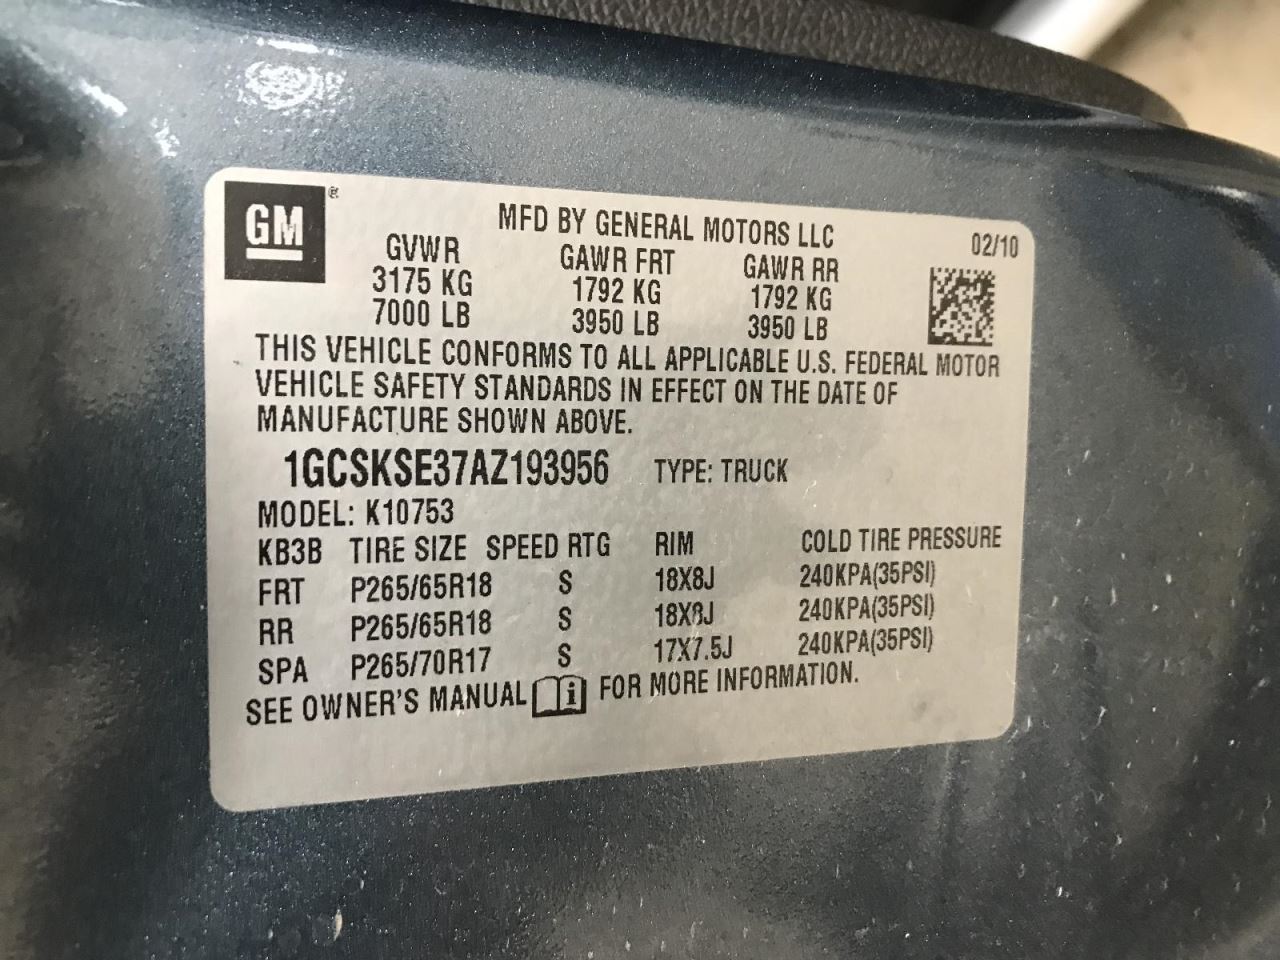 GM®
MFD BY GENERAL MOTORS LLC 02/10
GVWR GAWR FRT GAWR RR
3175 KG 1792 KG 1792 KG
7000 LB 3950 LB 3950 LB
THIS VEHICLE CONFORMS TO ALL APPLICABLE U.S. FEDERAL MOTOR
VEHICLE SAFETY STANDARDS IN EFFECT ON THE DATE OF
MANUFACTURE SHOWN ABOVE.
1GCSKSE37AZ193956 TYPE: TRUCK
MODEL: K10753
KB3B TIRE SIZE SPEED RTG RIM COLD TIRE PRESSURE
FRT P265/65R18 S 18X8J 240KPA(35PSI)
RR P265/65R18 S 18X8J 240KPA(35PSI)
SPA P265/70R17 S 17X7.5J 240KPA(35PSI)
SEE OWNER'S MANUAL i FOR MORE INFORMATION.